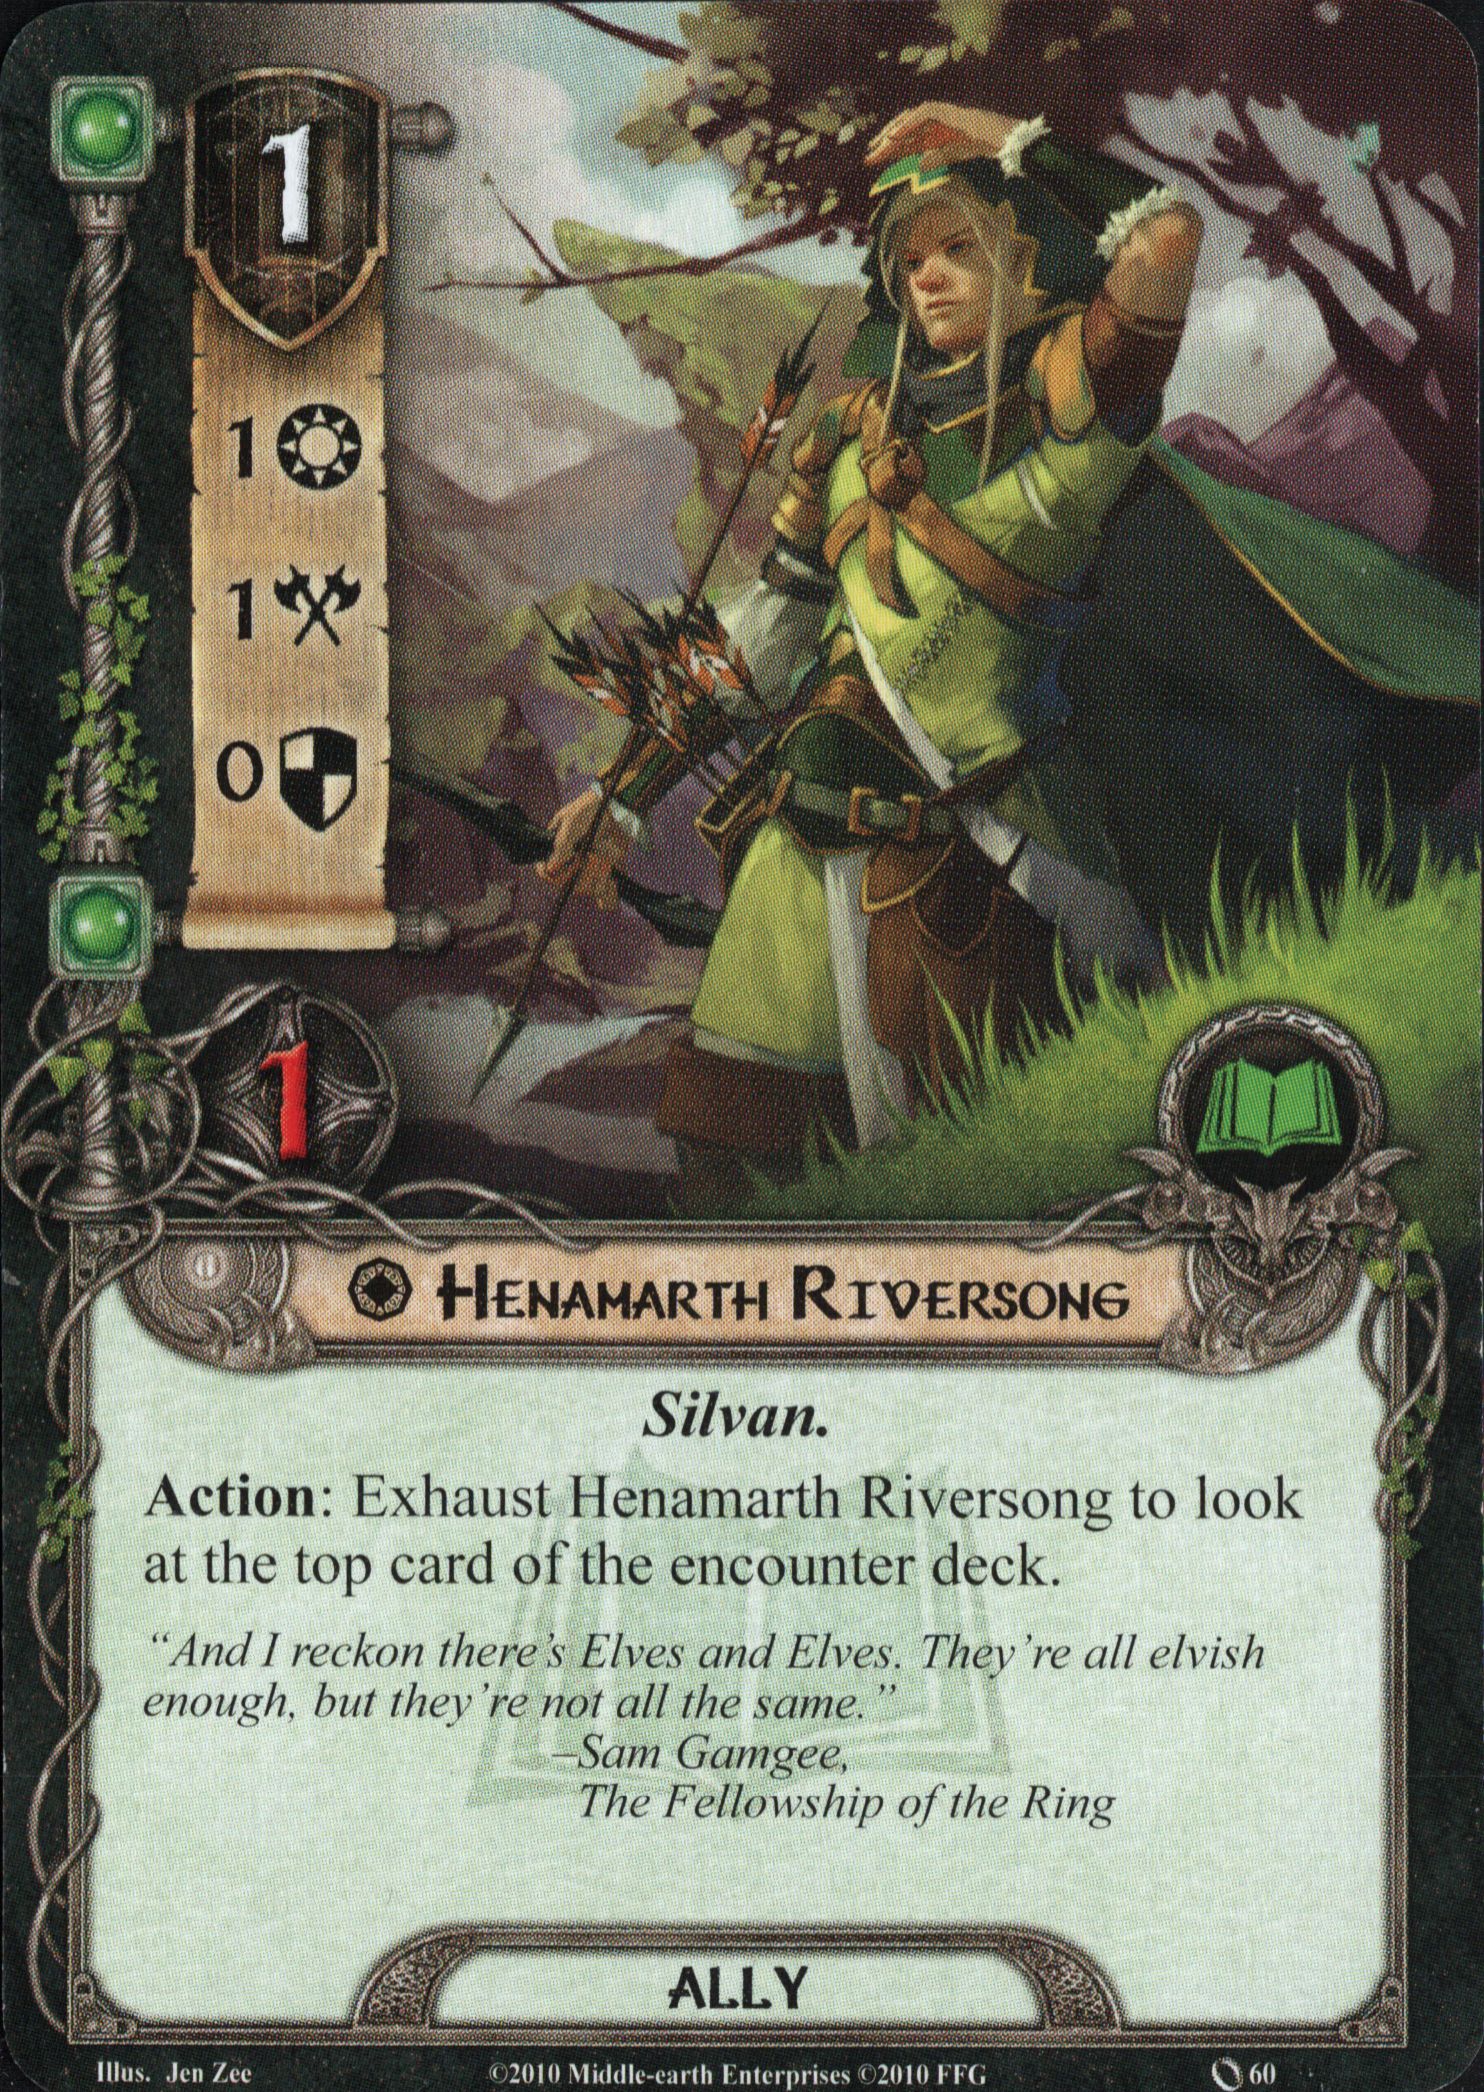 1
1
1
0
1
Henamarth Riversong
Silvan.
Action: Exhaust Henamarth Riversong to look
at the top card of the encounter deck.
“And I reckon there’s Elves and Elves. They’re all elvish
enough, but they’re not all the same.”
–Sam Gamgee,
The Fellowship of the Ring
ALLY
Illus. Jen Zee
©2010 Middle-earth Enterprises ©2010 FFG
60